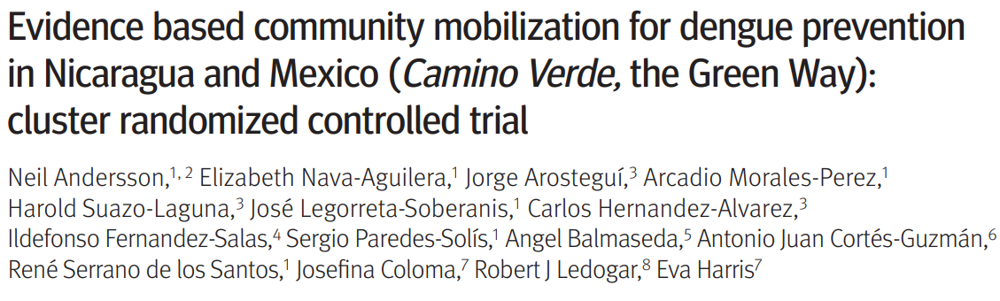 Evidence based community mobilization for dengue prevention
in Nicaragua and Mexico (Camino Verde, the Green Way):
cluster randomized controlled trial
Neil Andersson,1, 2 Elizabeth Nava-Aguilera,1 Jorge Arosteguí,3 Arcadio Morales-Perez,1
Harold Suazo-Laguna,3 José Legorreta-Soberanis,1 Carlos Hernandez-Alvarez,3
Ildefonso Fernandez-Salas,4 Sergio Paredes-Solís,1 Angel Balmaseda,5 Antonio Juan Cortés-Guzmán,6
René Serrano de los Santos,1 Josefina Coloma,7 Robert J Ledogar,8 Eva Harris7